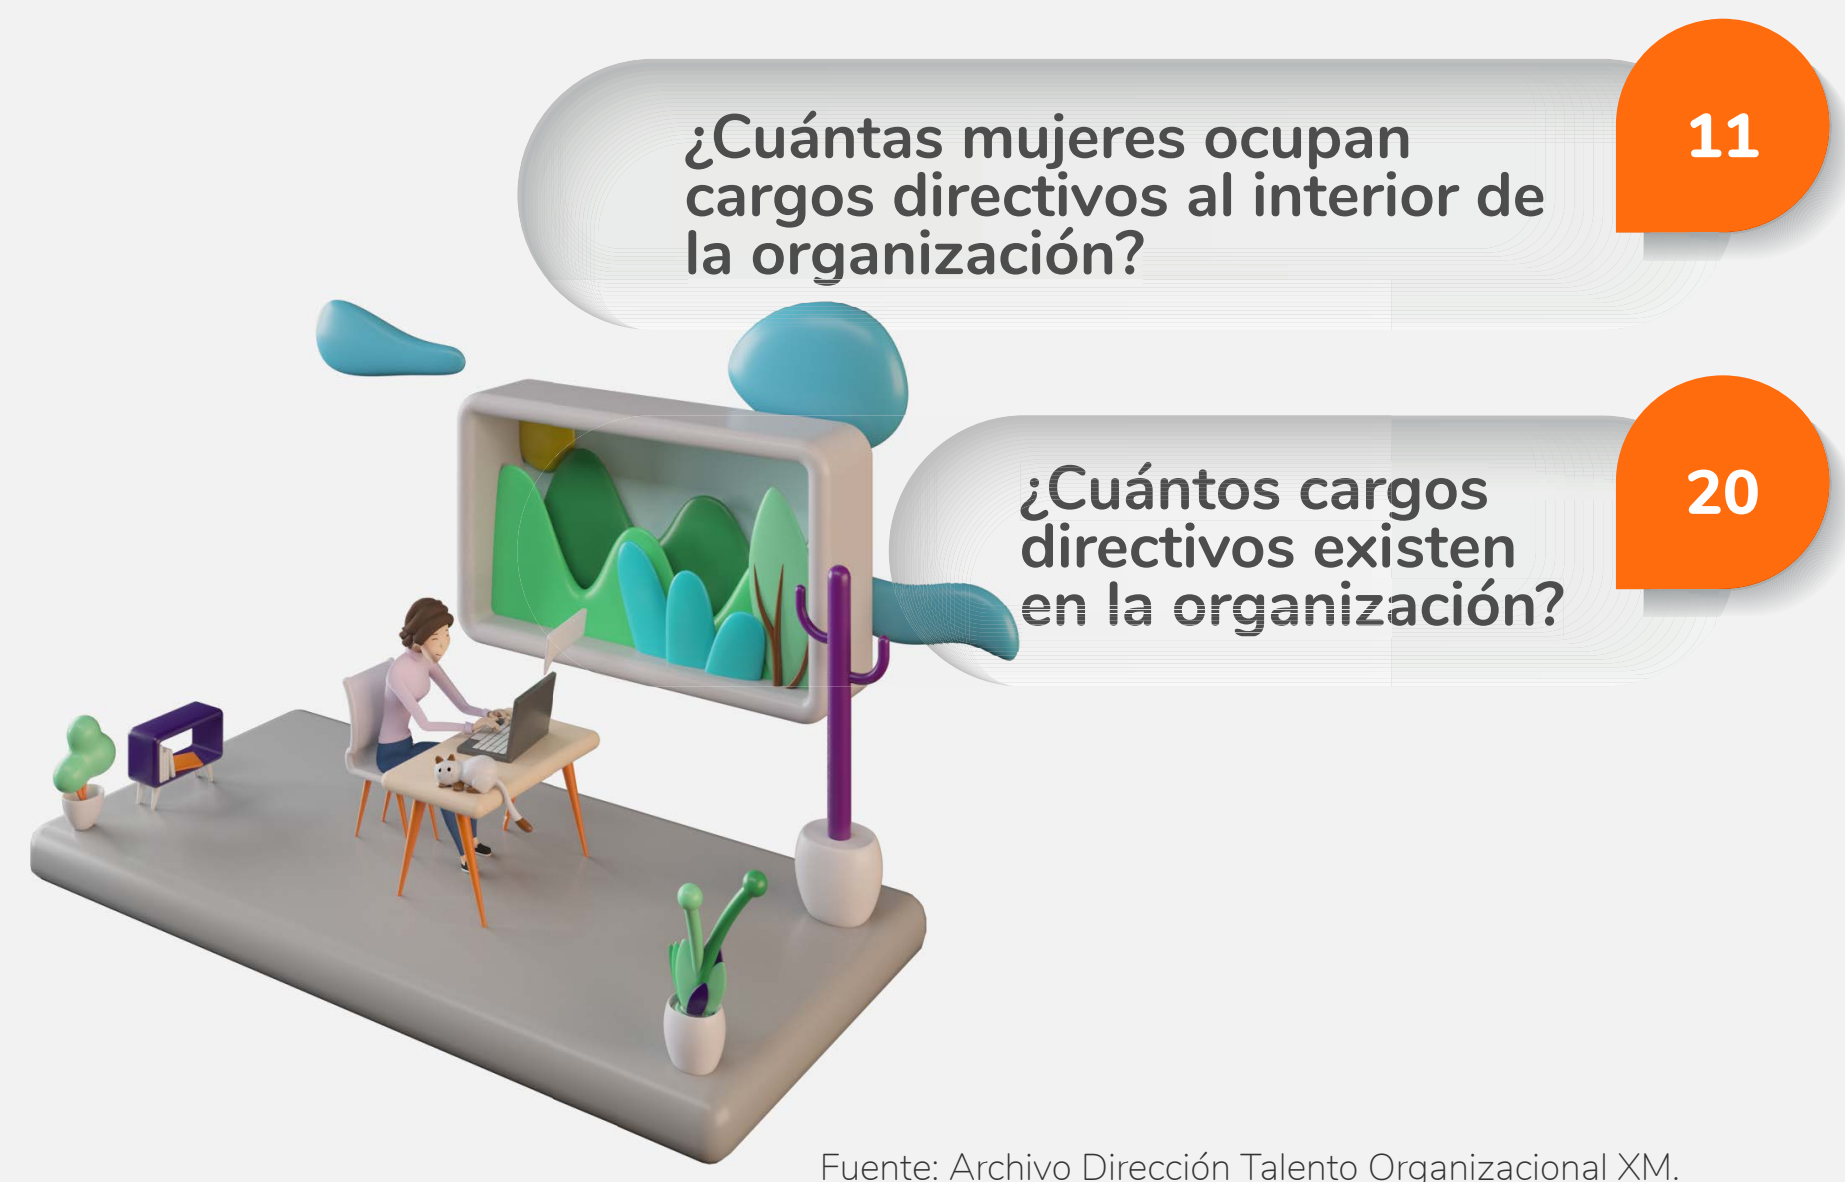 ¿Cuántas mujeres ocupan
cargos directivos al interior de
la organización?
11
¿Cuántos cargos
directivos existen
en la organización?
20
Fuente: Archivo Dirección Talento Organizacional XM.